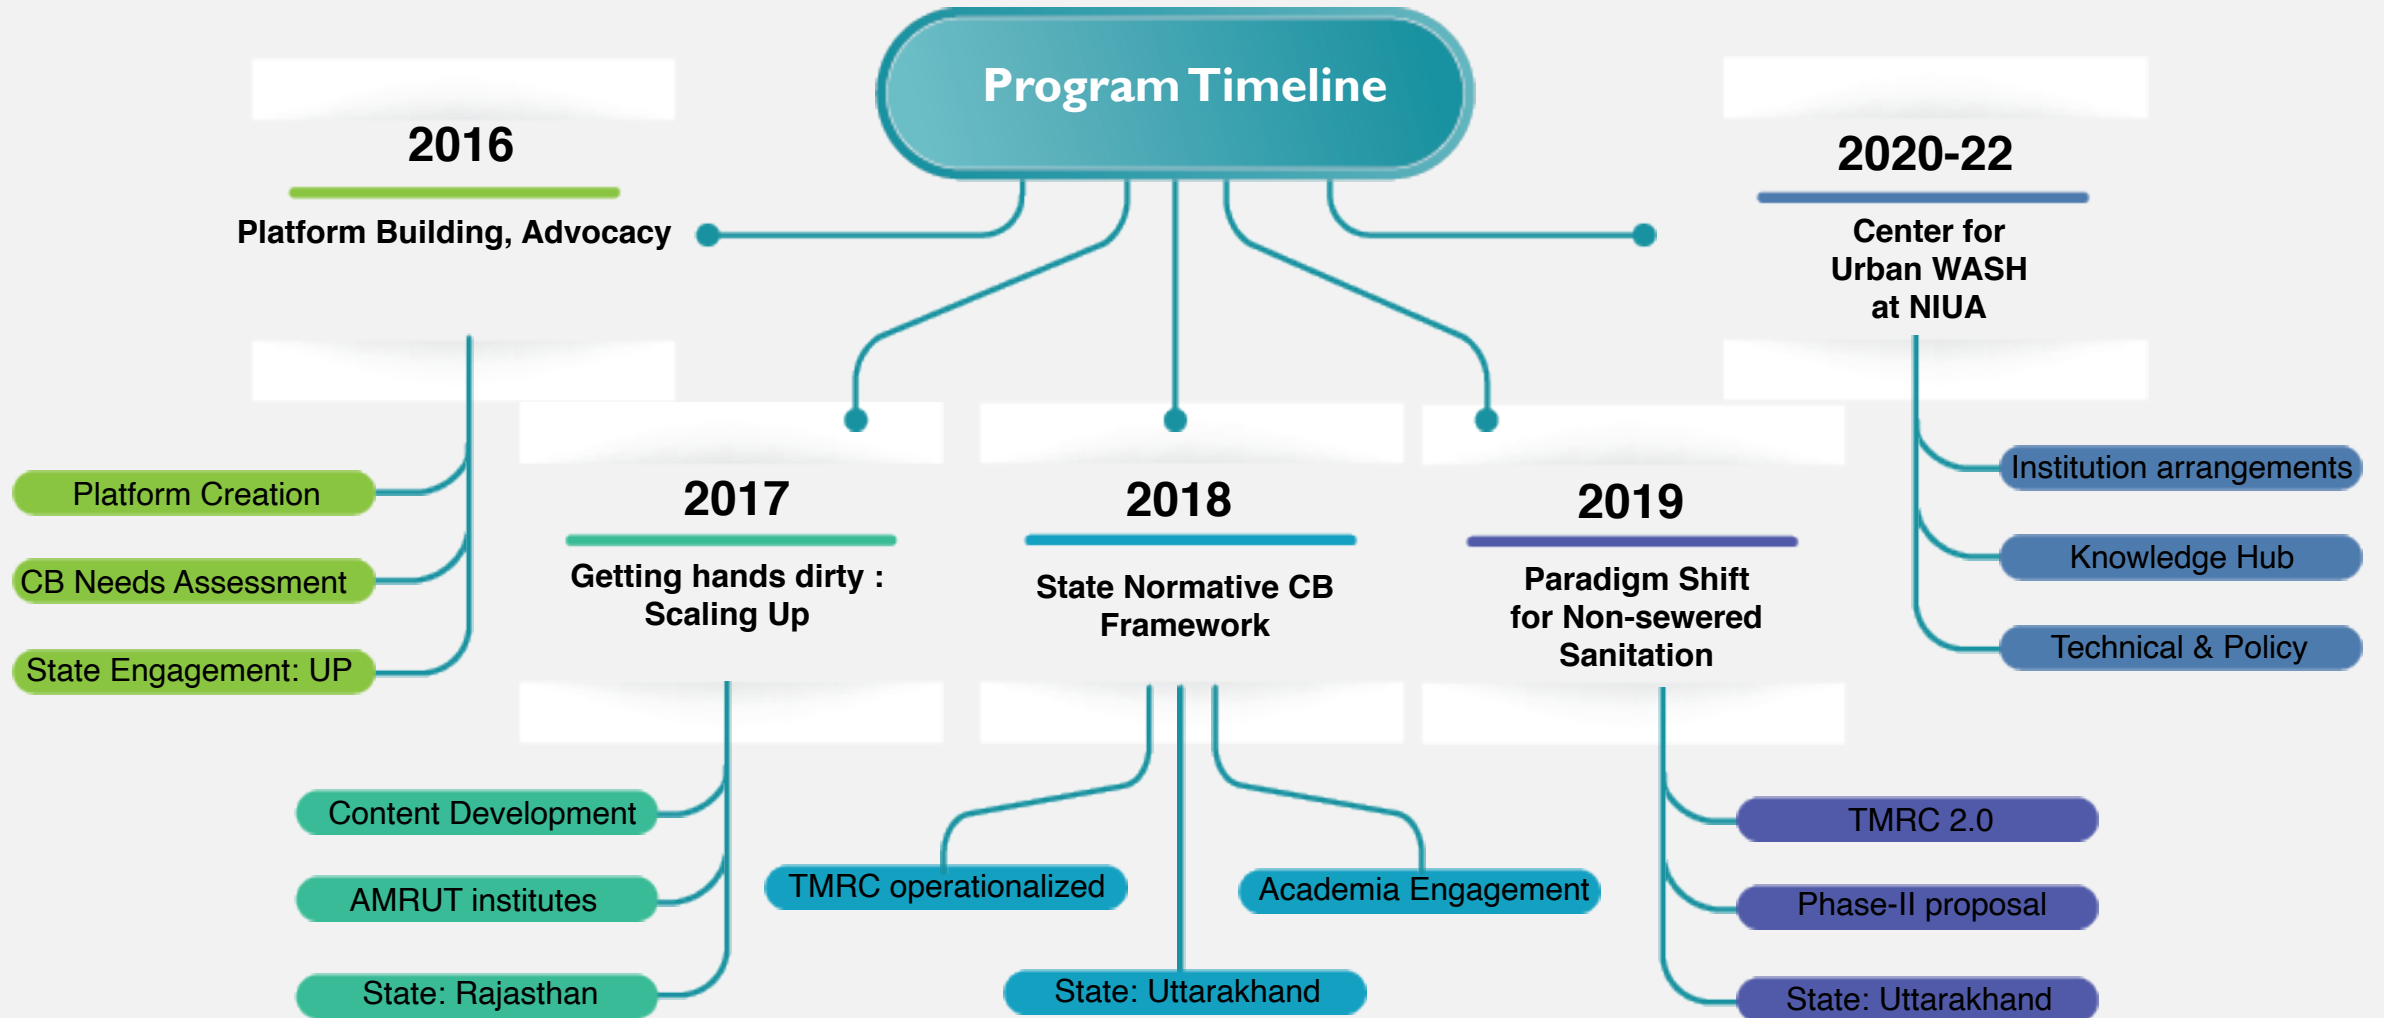 Program Timeline
2016
Platform Building, Advocacy
Platform Creation
CB Needs Assessment
State Engagement: UP
2017
Getting hands dirty :
Scaling Up
Content Development
AMRUT institutes
State: Rajasthan
2018
State Normative CB
Framework
TMRC operationalized
State: Uttarakhand
Academia Engagement
2019
Paradigm Shift
for Non-sewered
Sanitation
TMRC 2.0
Phase-II proposal
State: Uttarakhand
2020-22
Center for
Urban WASH
at NIUA
Institution arrangements
Knowledge Hub
Technical & Policy